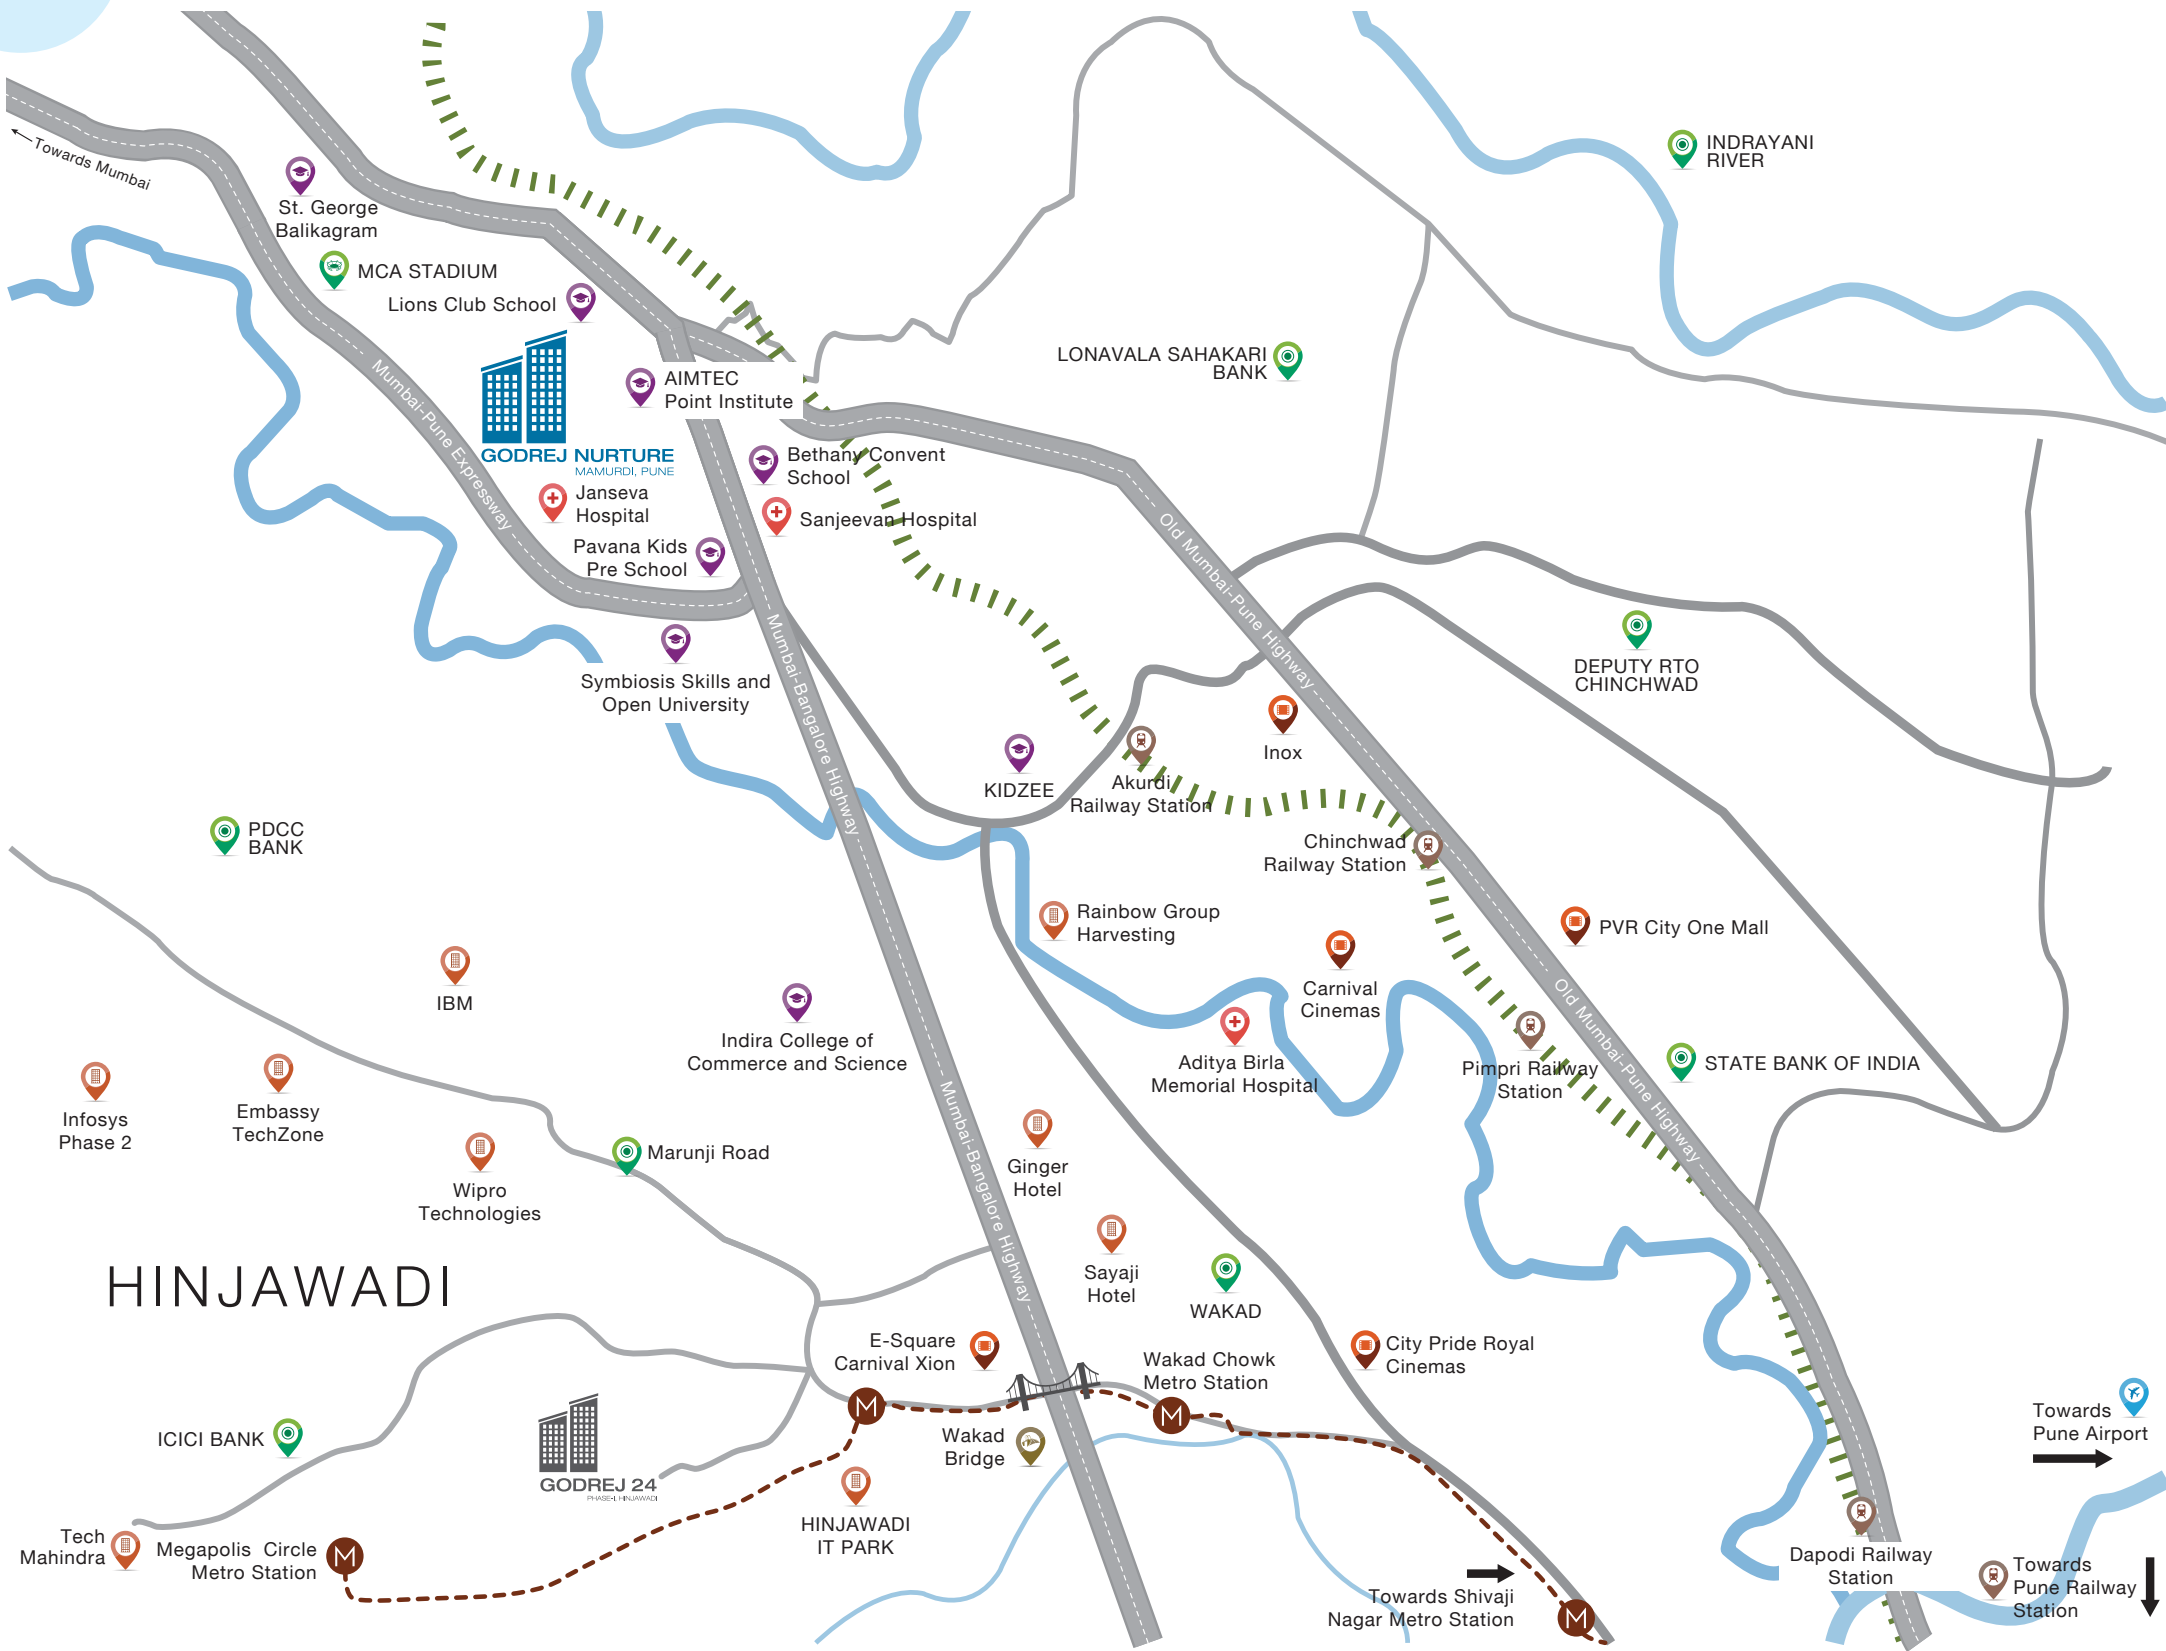 Towards Mumbai
St. George
Balikagram
MCA STADIUM
Lions Club School
INDRAYANI
RIVER
LONAVALA SAHAKARI
BANK
AIMTEC
Point Institute
GODREJ NURTURE
MAMURDI, PUNE
Mumbai-Pune Expressway
Bethany Convent
School
Janseva
Hospital
Sanjeevan Hospital
Pavana Kids
Pre School
Old Mumbai-Pune Highway
Mumbai-Bangalore Highway
Symbiosis Skills and
Open University
DEPUTY RTO
CHINCHWAD
Inox
KIDZEE
Akurdi
Railway Station
Chinchwad
Railway Station
PDCC
BANK
Rainbow Group
Harvesting
PVR City One Mall
IBM
Carnival
Cinemas
Indira College of
Commerce and Science
Aditya Birla
Memorial Hospital
Old Mumbai-Pune Highway
Pimpri Railway
Station
STATE BANK OF INDIA
Infosys
Phase 2
Embassy
TechZone
Mumbai-Bangalore Highway
Marunji Road
Wipro
Technologies
Ginger
Hotel
HINJAWADI
Sayaji
Hotel
WAKAD
E-Square
Carnival Xion
Wakad Chowk
Metro Station
City Pride Royal
Cinemas
M
M
Towards
Pune Airport
ICICI BANK
Wakad
Bridge
GODREJ 24
PHASE-I, HINJAWADI
HINJAWADI
IT PARK
Tech
Mahindra
Megapolis Circle
Metro Station
M
Dapodi Railway
Station
Towards
Pune Railway
Station
Towards Shivaji
Nagar Metro Station
M